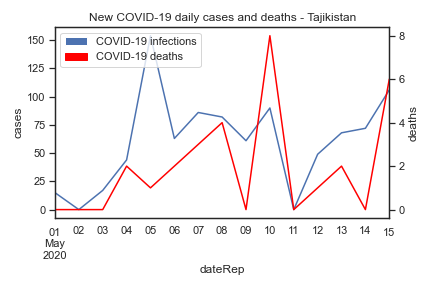 New COVID-19 daily cases and deaths - Tajikistan
COVID-19 infections
COVID-19 deaths
cases
150
125
100
75
50
25
0
deaths
8
6
4
2
0
01 02 03 04 05 06 07 08 09 10 11 12 13 14 15
May
2020
dateRep